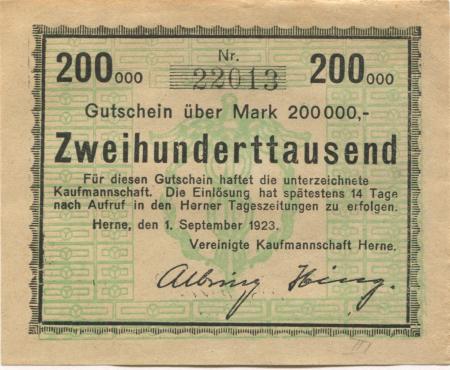 Nr.
200000 22013 200000
Gutschein über Mark 200000,-
Zweihunderttausend
Für diesen Gutschein haftet die unterzeichnete
Kaufmannschaft. Die Einlösung hat spätestens 14 Tage
nach Aufruf in den Herner Tageszeitungen zu erfolgen.
Herne, den 1. September 1923.
Vereinigte Kaufmannschaft Herne.